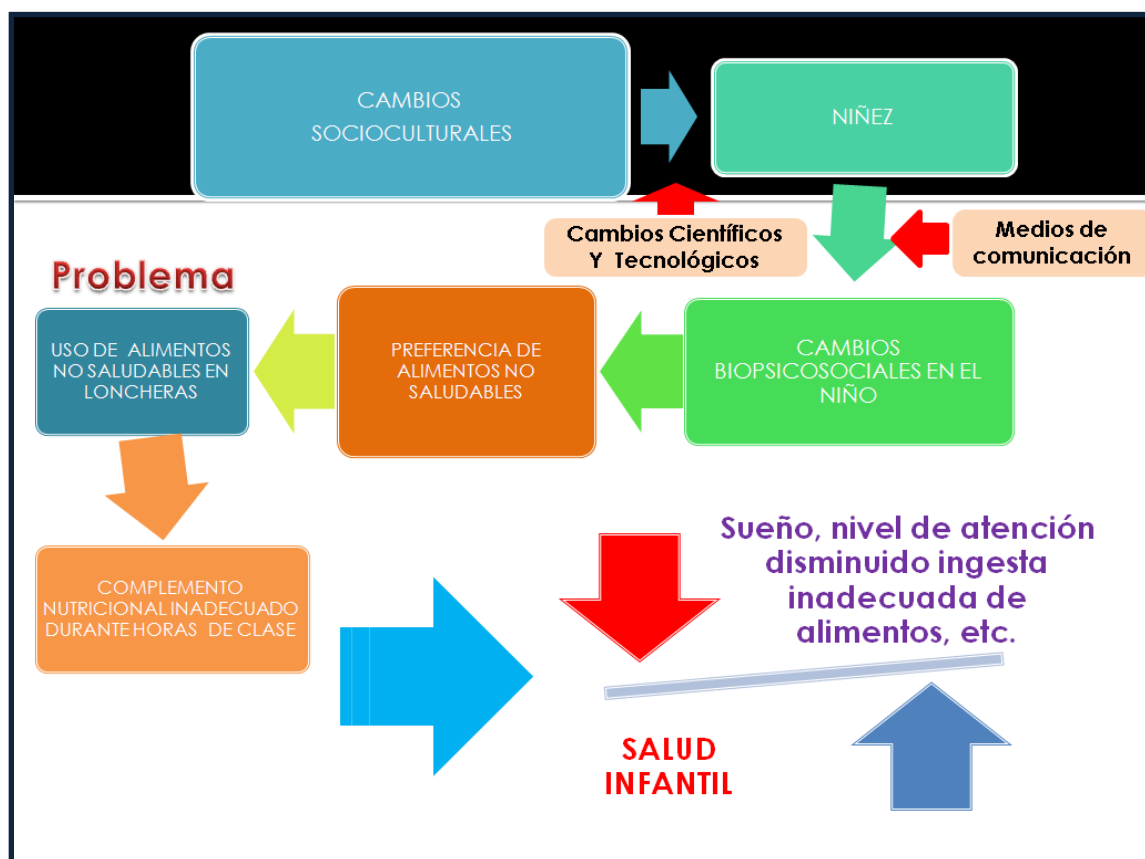 CAMBIOS
SOCIOCULTURALES
NIÑEZ
Cambios Científicos
Y Tecnológicos
Medios de
comunicación
Problema
USO DE ALIMENTOS
NO SALUDABLES EN
LONCHERAS
PREFERENCIA DE
ALIMENTOS NO
SALUDABLES
CAMBIOS
BIOPSICOSOCIALES EN EL
NIÑO
COMPLEMENTO
NUTRICIONAL INADECUADO
DURANTE HORAS DE CLASE
Sueño, nivel de atención
disminuido ingesta
inadecuada de
alimentos, etc.
SALUD
INFANTIL